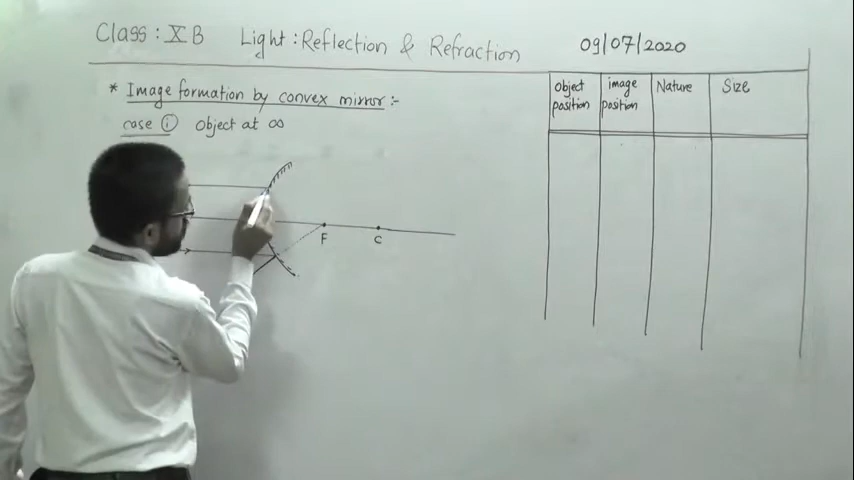 Class : X B Light : Reflection & Refraction 09/07/2020
* Image formation by convex mirror :-
case (i) Object at ∞
F
C
object position
image position
Nature
Size